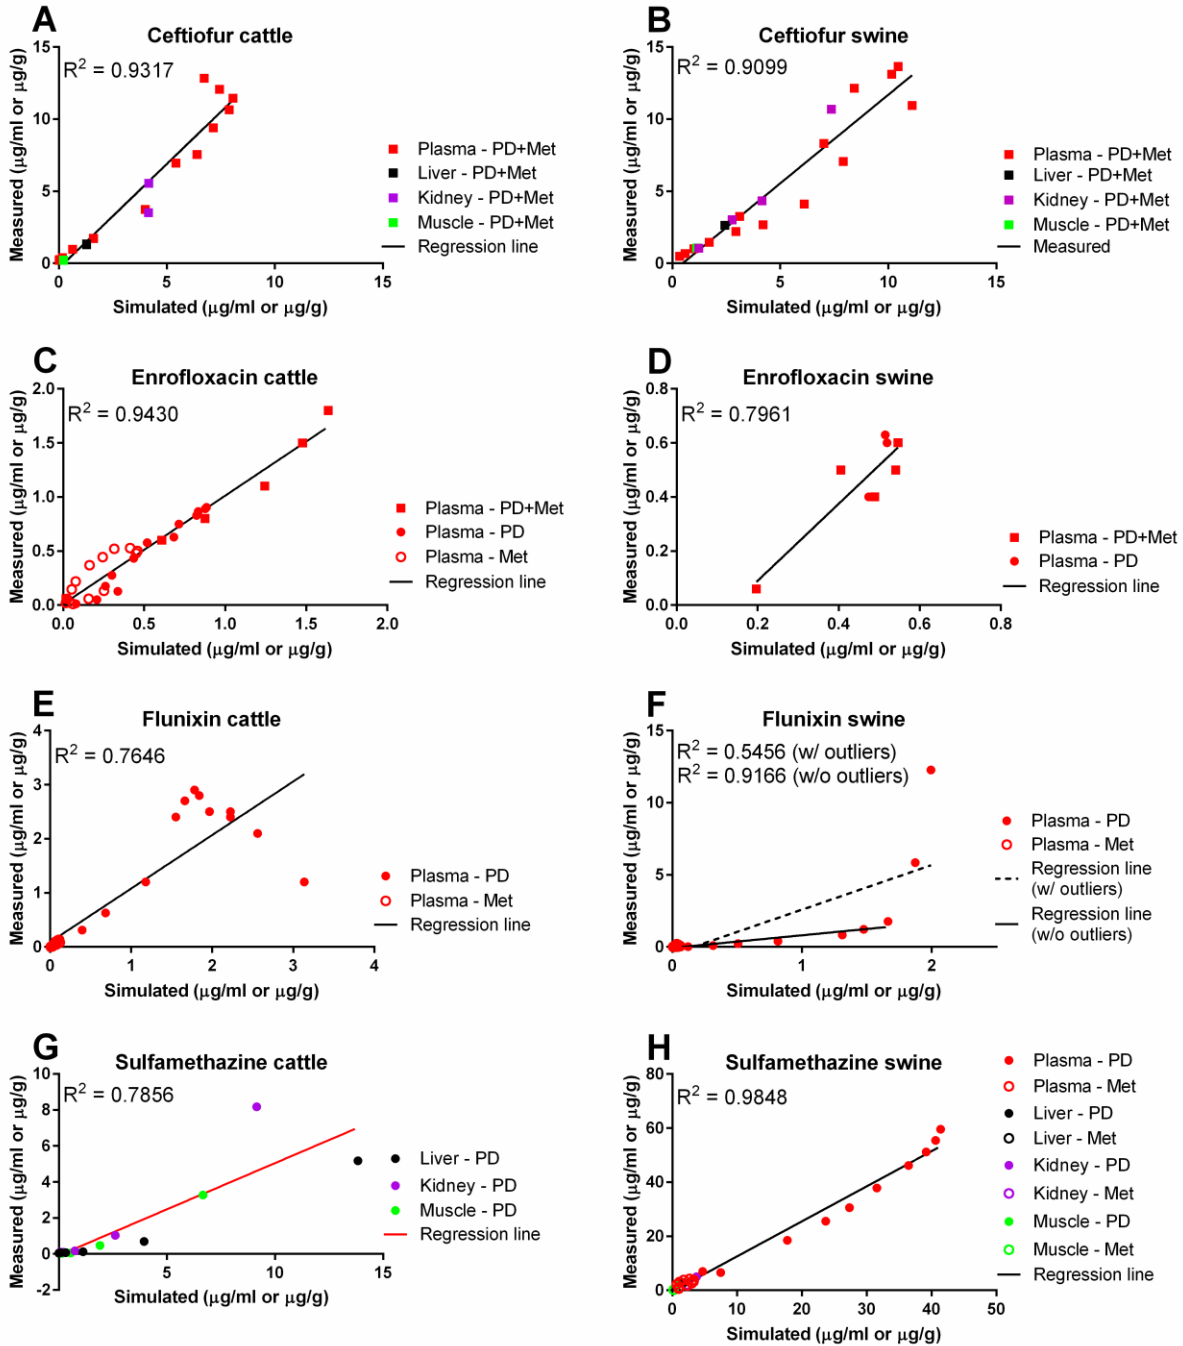 A
Ceftiofur cattle
R² = 0.9317
Measured (μg/ml or μg/g)
15
10
5
0
0
5
10
15
Simulated (μg/ml or μg/g)
Plasma - PD+Met
Liver - PD+Met
Kidney - PD+Met
Muscle - PD+Met
Regression line
B
Ceftiofur swine
R² = 0.9099
Measured (μg/ml or μg/g)
15
10
5
0
0
5
10
15
Simulated (μg/ml or μg/g)
Plasma - PD+Met
Liver - PD+Met
Kidney - PD+Met
Muscle - PD+Met
Measured
C
Enrofloxacin cattle
R² = 0.9430
Measured (μg/ml or μg/g)
2.0
1.5
1.0
0.5
0.0
0.0
0.5
1.0
1.5
2.0
Simulated (μg/ml or μg/g)
Plasma - PD+Met
Plasma - PD
Plasma - Met
Regression line
D
Enrofloxacin swine
R² = 0.7961
Measured (μg/ml or μg/g)
0.8
0.6
0.4
0.2
0.0
0.0
0.2
0.4
0.6
0.8
Simulated (μg/ml or μg/g)
Plasma - PD+Met
Plasma - PD
Regression line
E
Flunixin cattle
R² = 0.7646
Measured (μg/ml or μg/g)
4
3
2
1
0
0
1
2
3
4
Simulated (μg/ml or μg/g)
Plasma - PD
Plasma - Met
Regression line
F
Flunixin swine
R² = 0.5456 (w/ outliers)
R² = 0.9166 (w/o outliers)
Measured (μg/ml or μg/g)
15
10
5
0
0
1
2
Simulated (μg/ml or μg/g)
Plasma - PD
Plasma - Met
Regression line
(w/ outliers)
Regression line
(w/o outliers)
G
Sulfamethazine cattle
R² = 0.7856
Measured (μg/ml or μg/g)
10
8
6
4
2
0
-2
5
10
15
Simulated (μg/ml or μg/g)
Liver - PD
Kidney - PD
Muscle - PD
Regression line
H
Sulfamethazine swine
R² = 0.9848
Measured (μg/ml or μg/g)
80
60
40
20
0
0
10
20
30
40
50
Simulated (μg/ml or μg/g)
Plasma - PD
Plasma - Met
Liver - PD
Liver - Met
Kidney - PD
Kidney - Met
Muscle - PD
Muscle - Met
Regression line